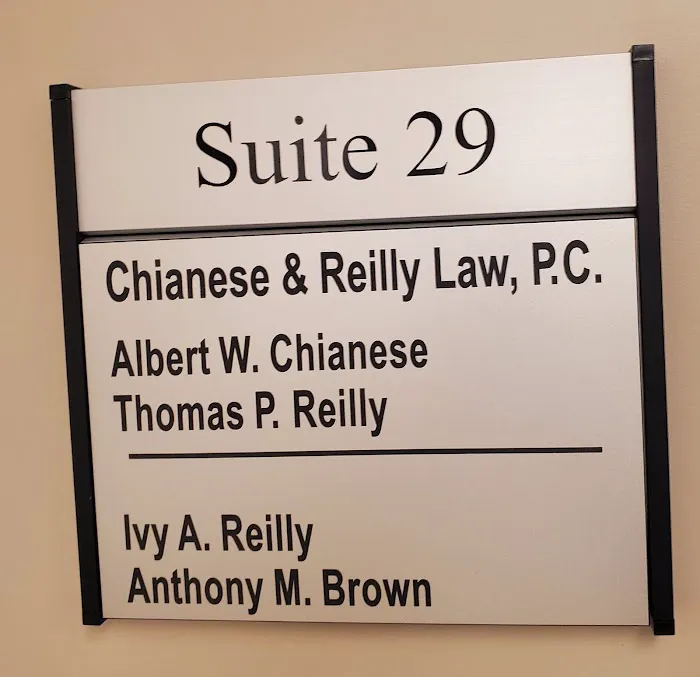 Suite 29
Chianese & Reilly Law, P.C.
Albert W. Chianese
Thomas P. Reilly
Ivy A. Reilly
Anthony M. Brown